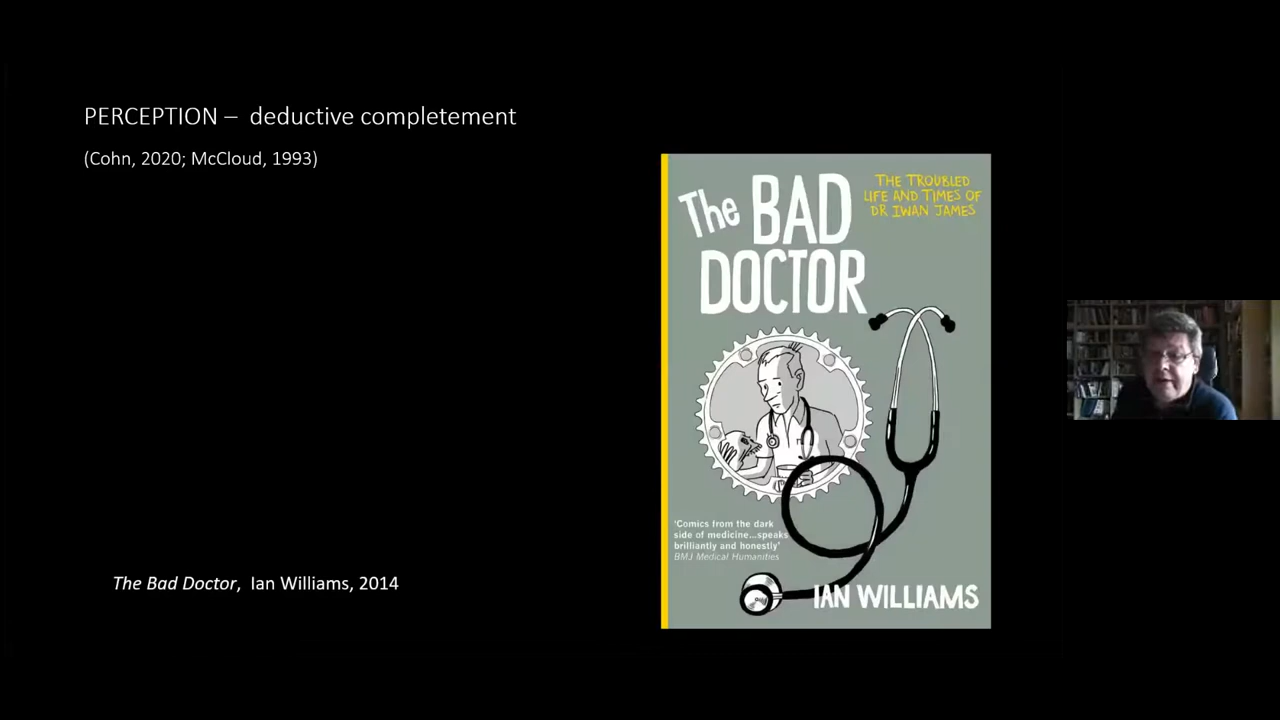 PERCEPTION – deductive completement
(Cohn, 2020; McCloud, 1993)
The BAD
DOCTOR
THE TROUBLED
LIFE AND TIMES OF
DR IWAN JAMES
'Comics from the dark
side of medicine...speaks
brilliantly and honestly'
BMJ Medical Humanities
IAN WILLIAMS
The Bad Doctor, Ian Williams, 2014